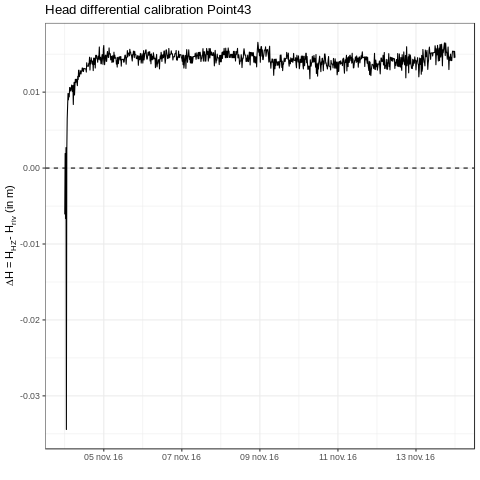 Head differential calibration Point43
ΔH = H_HZ - H_riv (in m)
0.01
0.00
-0.01
-0.02
-0.03
05 nov. 16
07 nov. 16
09 nov. 16
11 nov. 16
13 nov. 16